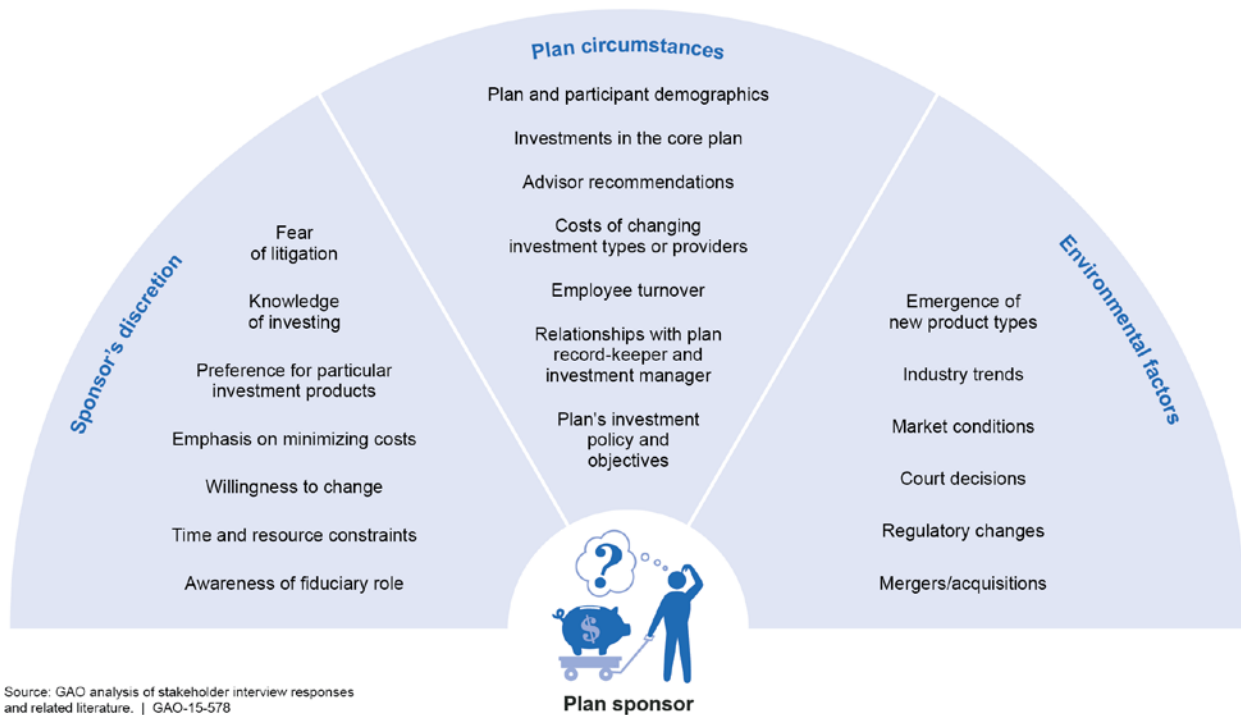 Plan circumstances
Plan and participant demographics
Investments in the core plan
Advisor recommendations
Costs of changing
investment types or providers
Employee turnover
Relationships with plan
record-keeper and
investment manager
Plan's investment
policy and
objectives
Sponsor's discretion
Fear
of litigation
Knowledge
of investing
Preference for particular
investment products
Emphasis on minimizing costs
Willingness to change
Time and resource constraints
Awareness of fiduciary role
Environmental factors
Emergence of
new product types
Industry trends
Market conditions
Court decisions
Regulatory changes
Mergers/acquisitions
?
$
Plan sponsor
Source: GAO analysis of stakeholder interview responses
and related literature. | GAO-15-578